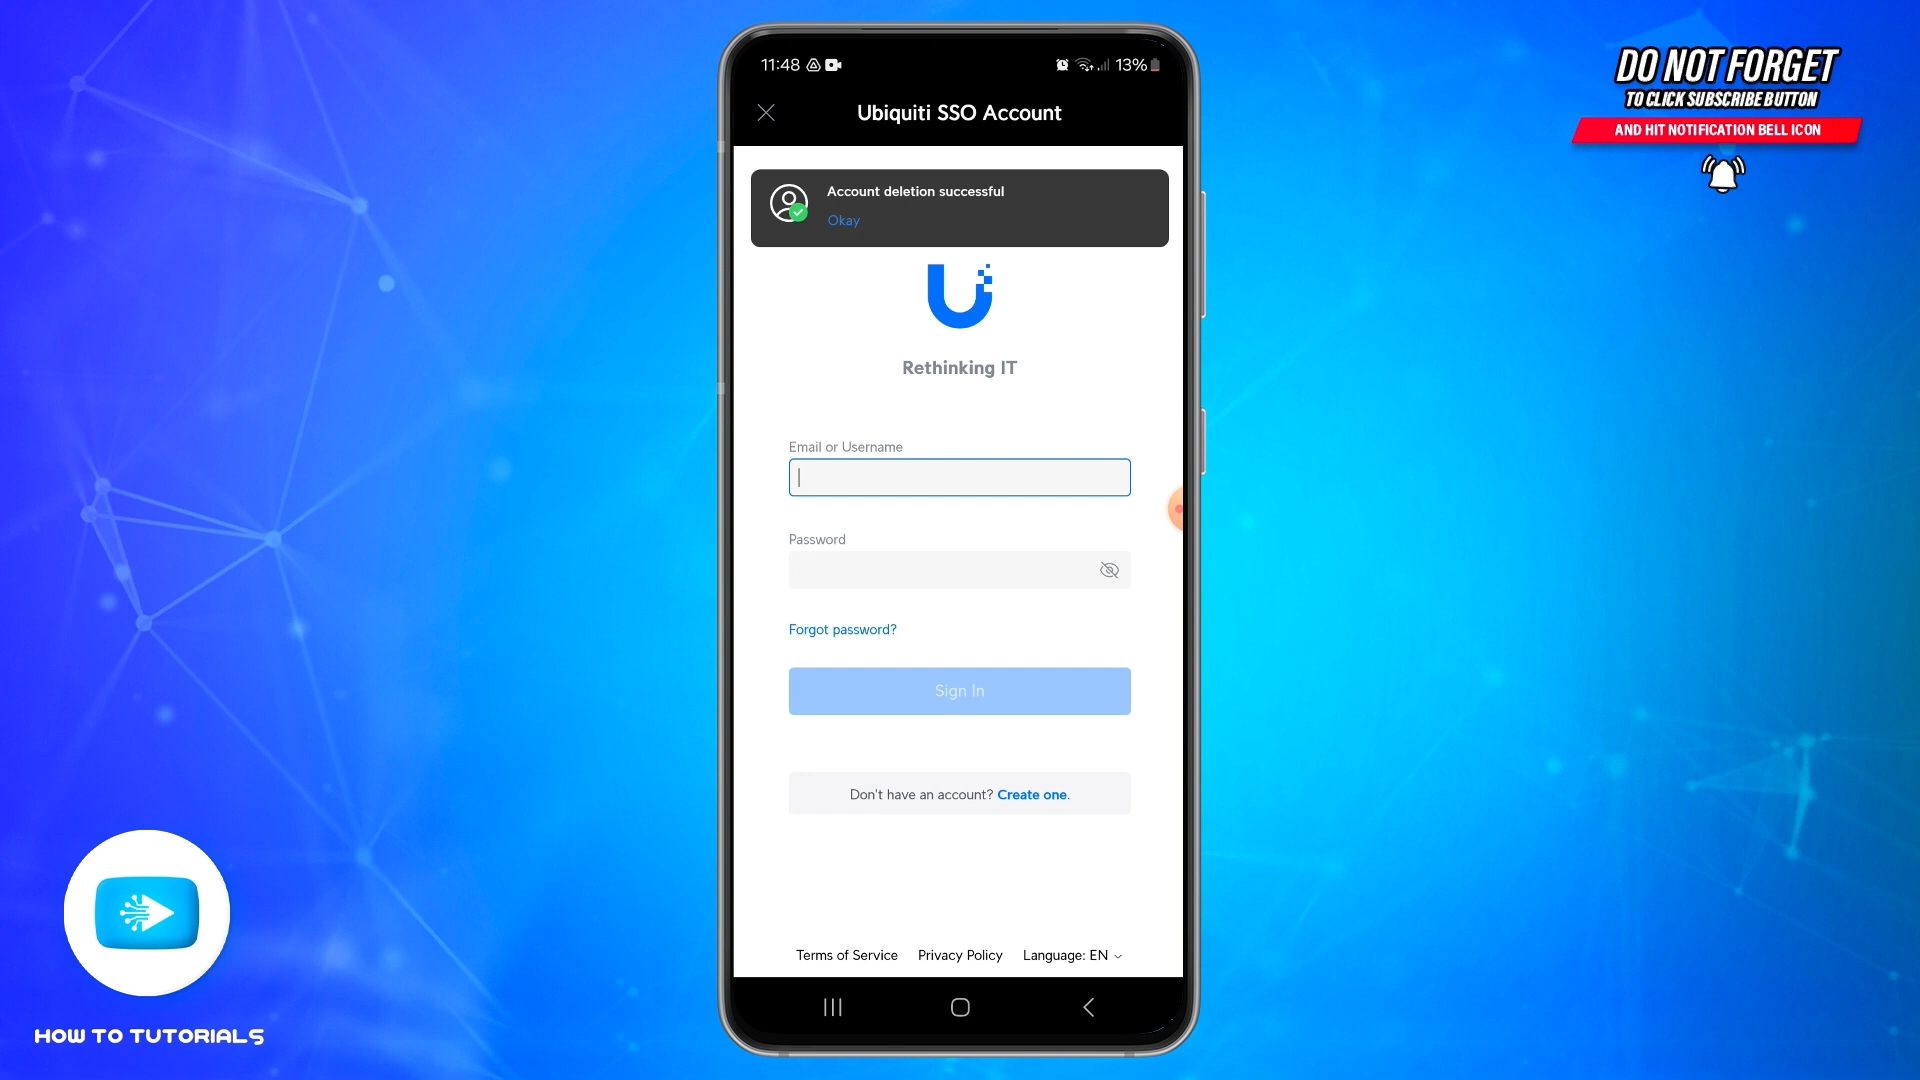 11:48
13%
Ubiquiti SSO Account
Account deletion successful
Okay
Rethinking IT
Email or Username
Password
Forgot password?
Sign In
Don't have an account? Create one.
Terms of Service Privacy Policy Language: EN
DO NOT FORGET
TO CLICK SUBSCRIBE BUTTON
AND HIT NOTIFICATION BELL ICON
HOW TO TUTORIALS